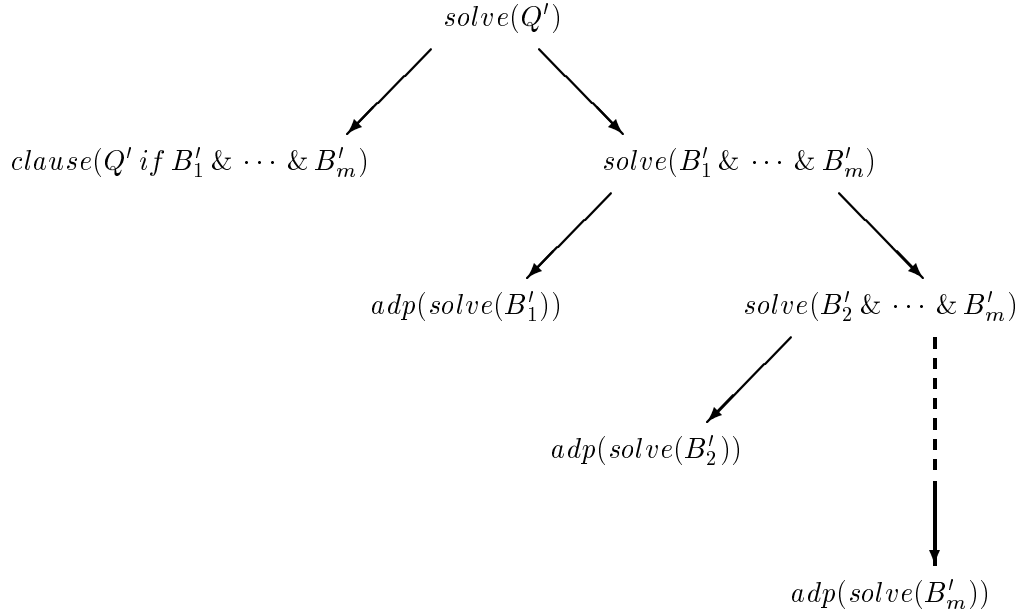 solve(Q′)
clause(Q′ if B′₁ & ⋯ & B′ₘ)
solve(B′₁ & ⋯ & B′ₘ)
adp(solve(B′₁))
solve(B′₂ & ⋯ & B′ₘ)
adp(solve(B′₂))
adp(solve(B′ₘ))